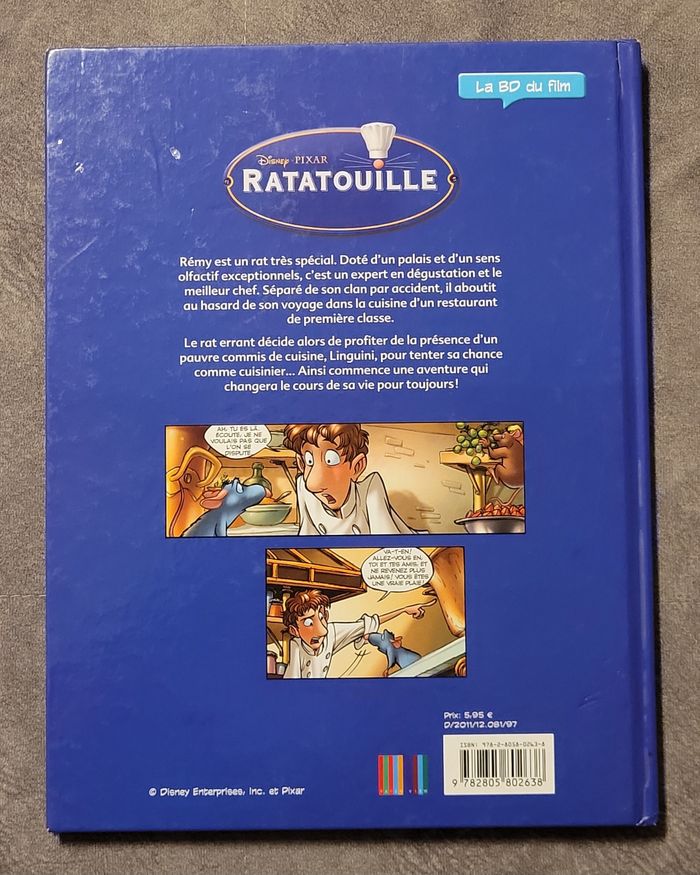 La BD du film
Disney • PIXAR
RATATOUILLE
Rémy est un rat très spécial. Doté d'un palais et d'un sens
olfactif exceptionnels, c'est un expert en dégustation et le
meilleur chef. Séparé de son clan par accident, il aboutit
au hasard de son voyage dans la cuisine d'un restaurant
de première classe.
Le rat errant décide alors de profiter de la présence d'un
pauvre commis de cuisine, Linguini, pour tenter sa chance
comme cuisinier... Ainsi commence une aventure qui
changera le cours de sa vie pour toujours !
AH, TU ES LÀ.
ÉCOUTE, JE NE
VOULAIS PAS QUE
L'ON SE
DISPUTE
VA-T-EN !
ALLEZ-VOUS EN,
TOI ET TES AMIS, ET
NE REVENEZ PLUS
JAMAIS ! VOUS ÊTES
UNE VRAIE PLAIE !
Prix: 5,95 €
D/2011/12.081/97
ISBN: 978-2-8058-0263-8
9 782805 802638
© Disney Enterprises, Inc. et Pixar